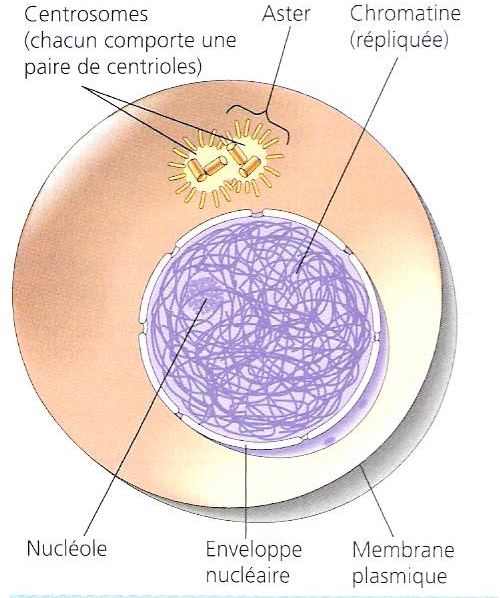 Centrosomes
(chacun comporte une
paire de centrioles)
Aster
Chromatine
(répliquée)
Nucléole
Enveloppe
nucléaire
Membrane
plasmique